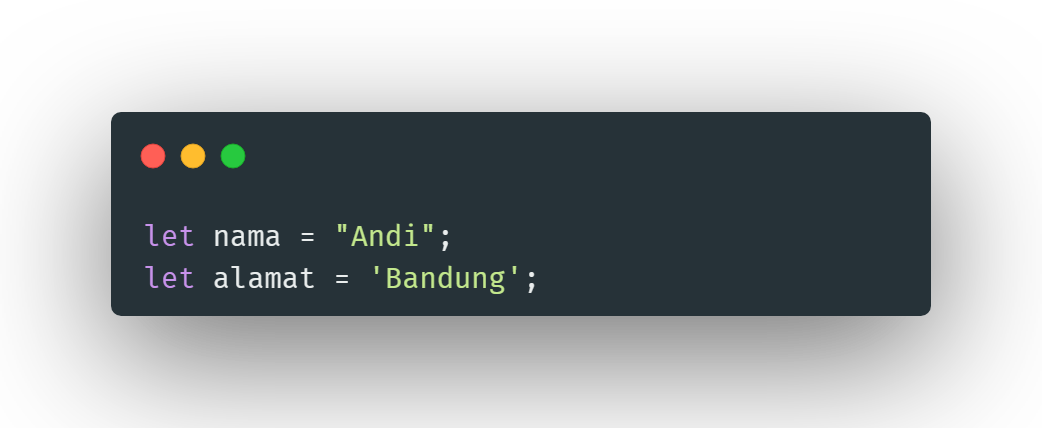 let nama = "Andi";
let alamat = 'Bandung';